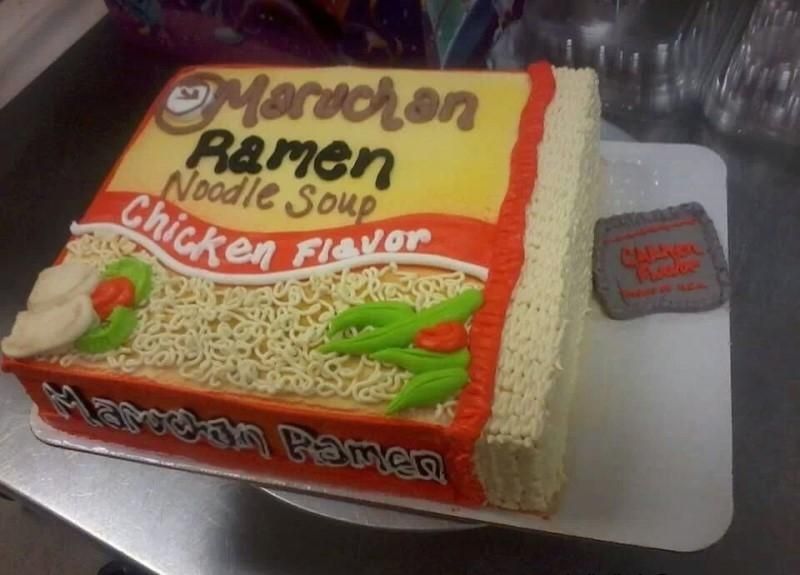 Maruchan
Ramen
Noodle Soup
Chicken Flavor
Maruchan Ramen
Chicken
Flavor